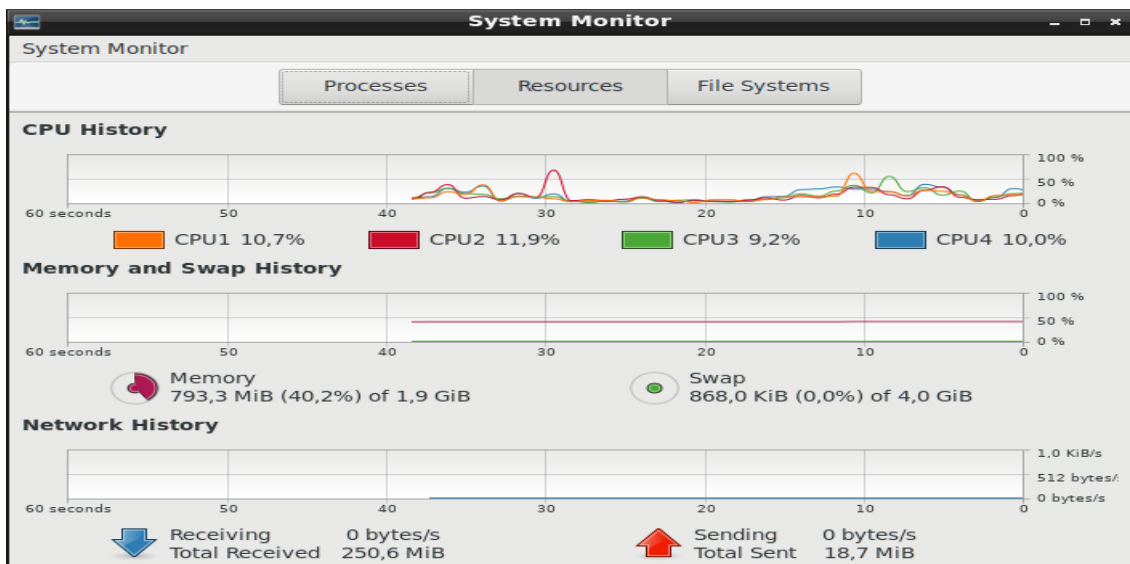 System Monitor
System Monitor
Processes Resources File Systems
CPU History
100 %
50 %
0 %
60 seconds 50 40 30 20 10 0
CPU1 10,7% CPU2 11,9% CPU3 9,2% CPU4 10,0%
Memory and Swap History
100 %
50 %
0 %
60 seconds 50 40 30 20 10 0
Memory Swap
793,3 MiB (40,2%) of 1,9 GiB 868,0 KiB (0,0%) of 4,0 GiB
Network History
1,0 KiB/s
512 bytes/
0 bytes/s
60 seconds 50 40 30 20 10 0
Receiving 0 bytes/s Sending 0 bytes/s
Total Received 250,6 MiB Total Sent 18,7 MiB